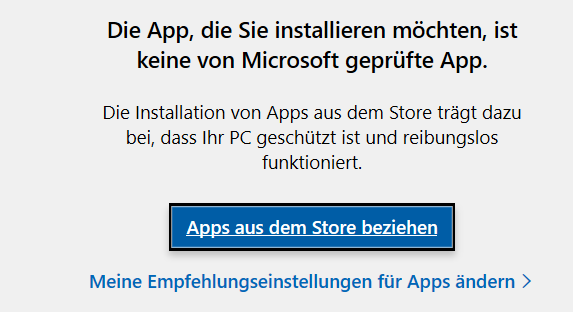 Die App, die Sie installieren möchten, ist
keine von Microsoft geprüfte App.
Die Installation von Apps aus dem Store trägt dazu
bei, dass Ihr PC geschützt ist und reibungslos
funktioniert.
Apps aus dem Store beziehen
Meine Empfehlungseinstellungen für Apps ändern >